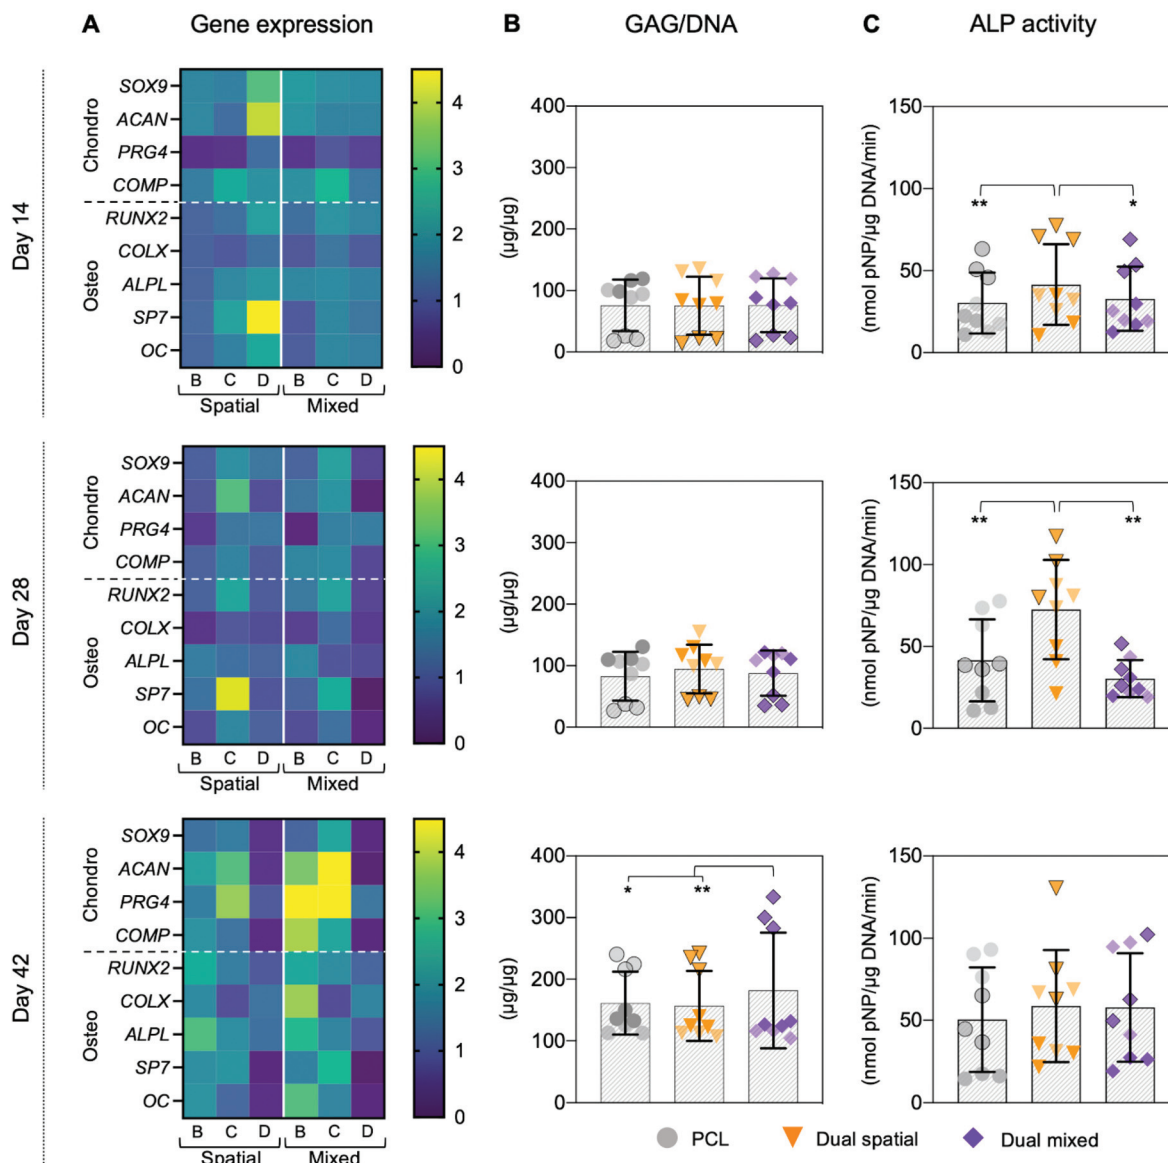 A Gene expression B GAG/DNA C ALP activity
Day 14
Chondro
Osteo
SOX9
ACAN
PRG4
COMP
RUNX2
COLX
ALPL
SP7
OC
B C D B C D
Spatial Mixed
4
3
2
1
0
(µg/µg)
400
300
200
100
0
(nmol pNP/µg DNA/min)
150
100
50
0
** *
Day 28
Chondro
Osteo
SOX9
ACAN
PRG4
COMP
RUNX2
COLX
ALPL
SP7
OC
B C D B C D
Spatial Mixed
4
3
2
1
0
(µg/µg)
400
300
200
100
0
(nmol pNP/µg DNA/min)
150
100
50
0
** **
Day 42
Chondro
Osteo
SOX9
ACAN
PRG4
COMP
RUNX2
COLX
ALPL
SP7
OC
B C D B C D
Spatial Mixed
4
3
2
1
0
(µg/µg)
400
300
200
100
0
* **
(nmol pNP/µg DNA/min)
150
100
50
0
PCL Dual spatial Dual mixed